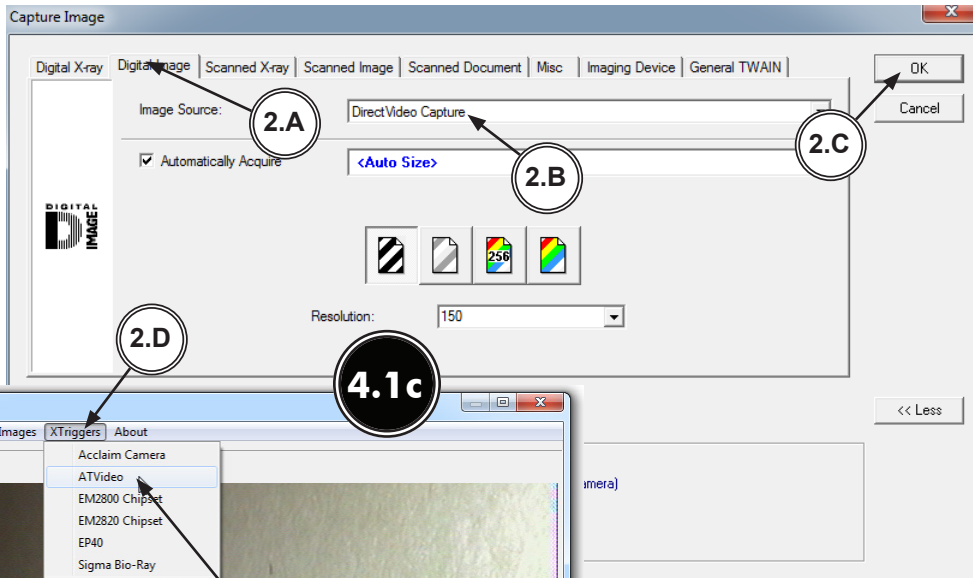 Capture Image
X
Digital X-ray Digital Image Scanned X-ray Scanned Image Scanned Document Misc Imaging Device General TWAIN
OK
Cancel
2.A
2.B
2.C
Image Source: DirectVideo Capture
Automatically Acquire <Auto Size>
DIGITAL
D IMAGE
256
Resolution: 150
2.D
4.1c
<< Less
Images XTriggers About
Acclaim Camera
ATVideo
EM2800 Chipset
EM2820 Chipset
EP40
Sigma Bio-Ray
amera)